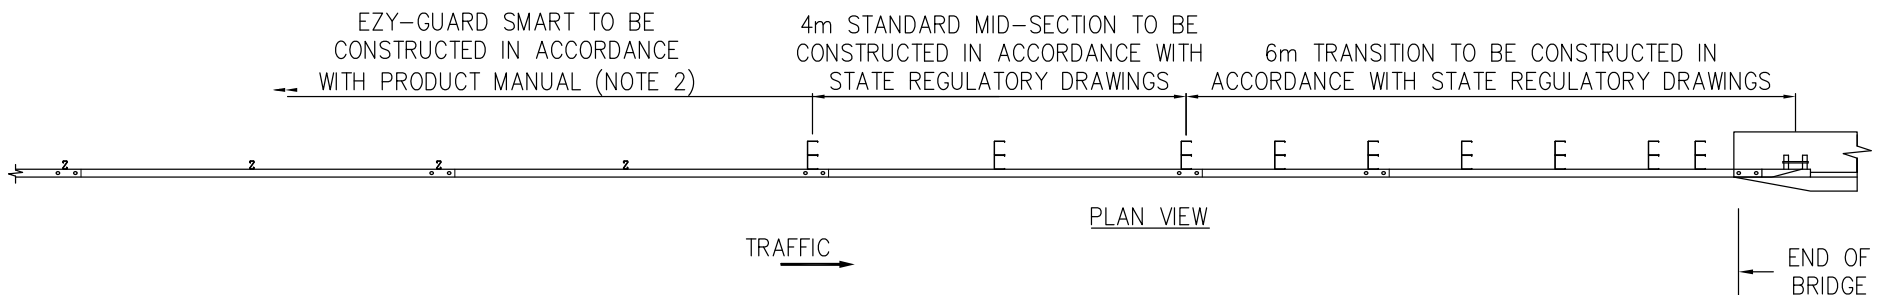 EZY-GUARD SMART TO BE
CONSTRUCTED IN ACCORDANCE
WITH PRODUCT MANUAL (NOTE 2)
4m STANDARD MID-SECTION TO BE
CONSTRUCTED IN ACCORDANCE WITH
STATE REGULATORY DRAWINGS
6m TRANSITION TO BE CONSTRUCTED IN
ACCORDANCE WITH STATE REGULATORY DRAWINGS
PLAN VIEW
TRAFFIC
END OF
BRIDGE